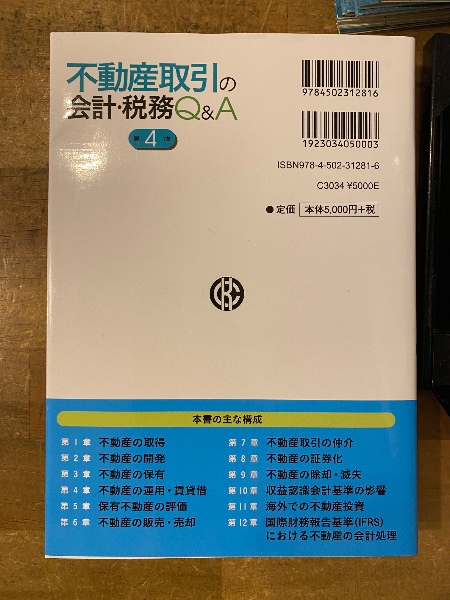 不動産取引の
会計・税務Q&A
第4版
9784502312816
1923034050003
ISBN978-4-502-31281-6
C3034 ¥5000E
●定価 本体5,000円+税
本書の主な構成
第1章 不動産の取得
第2章 不動産の開発
第3章 不動産の保有
第4章 不動産の運用・賃貸借
第5章 保有不動産の評価
第6章 不動産の販売・売却
第7章 不動産取引の仲介
第8章 不動産の証券化
第9章 不動産の除却・滅失
第10章 収益認識会計基準の影響
第11章 海外での不動産投資
第12章 国際財務報告基準(IFRS)
における不動産の会計処理